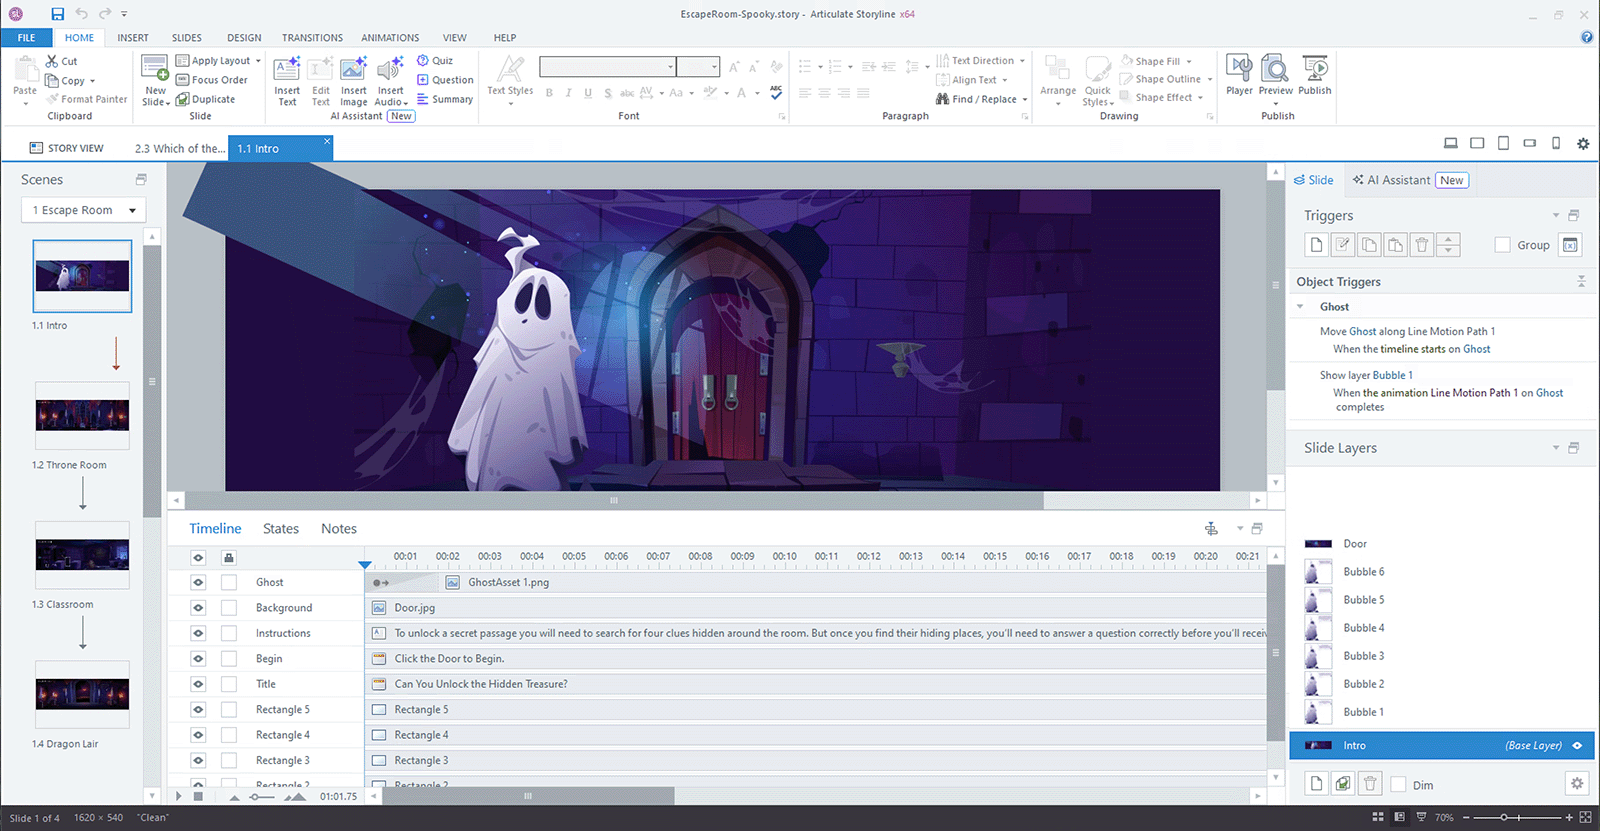 EscapeRoom-Spooky.story - Articulate Storyline x64
FILE HOME INSERT SLIDES DESIGN TRANSITIONS ANIMATIONS VIEW HELP
Paste
Cut
Copy
Format Painter
Clipboard
New Slide
Apply Layout
Focus Order
Duplicate
Slide
Insert Text
Edit Text
Insert Image
Insert Audio
Quiz
Question
Summary
AI Assistant New
Text Styles
B I U S abc AV Aa A ABC
Font
Text Direction
Align Text
Find / Replace
Paragraph
Arrange
Quick Styles
Shape Fill
Shape Outline
Shape Effect
Drawing
Player
Preview
Publish
Publish
STORY VIEW
2.3 Which of the...
1.1 Intro
Scenes
1 Escape Room
1.1 Intro
1.2 Throne Room
1.3 Classroom
1.4 Dragon Lair
Timeline States Notes
00:01 00:02 00:03 00:04 00:05 00:06 00:07 00:08 00:09 00:10 00:11 00:12 00:13 00:14 00:15 00:16 00:17 00:18 00:19 00:20 00:21
Ghost GhostAsset 1.png
Background Door.jpg
Instructions To unlock a secret passage you will need to search for four clues hidden around the room. But once you find their hiding places, you'll need to answer a question correctly before you'll recei
Begin Click the Door to Begin.
Title Can You Unlock the Hidden Treasure?
Rectangle 5 Rectangle 5
Rectangle 4 Rectangle 4
Rectangle 3 Rectangle 3
Rectangle 2 Rectangle 2
01:01.75
Slide AI Assistant New
Triggers
Group
Object Triggers
Ghost
Move Ghost along Line Motion Path 1
When the timeline starts on Ghost
Show layer Bubble 1
When the animation Line Motion Path 1 on Ghost
completes
Slide Layers
Door
Bubble 6
Bubble 5
Bubble 4
Bubble 3
Bubble 2
Bubble 1
Intro (Base Layer)
Dim
Slide 1 of 4 1620 × 540 "Clean"
70%